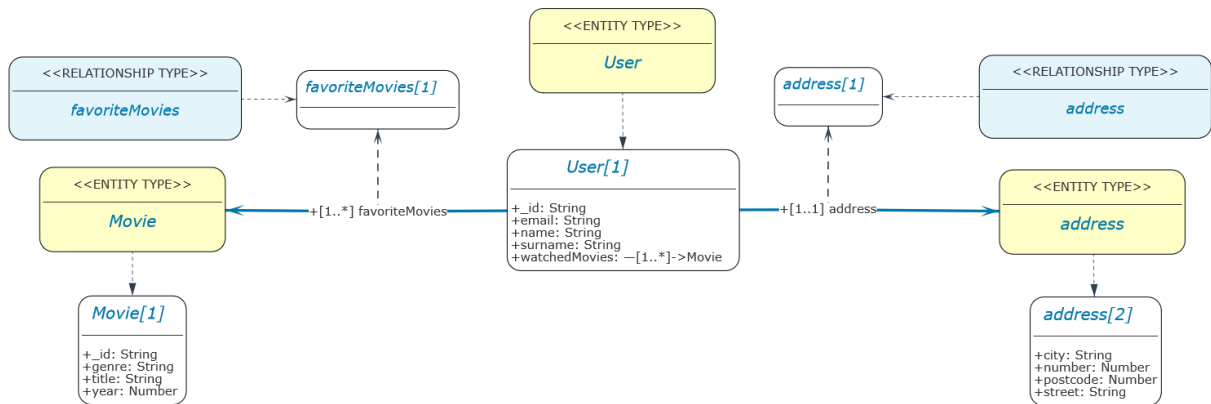 <<ENTITY TYPE>>
User
<<RELATIONSHIP TYPE>>
favoriteMovies
favoriteMovies[1]
address[1]
<<RELATIONSHIP TYPE>>
address
<<ENTITY TYPE>>
Movie
+[1..*] favoriteMovies
User[1]
+_id: String
+email: String
+name: String
+surname: String
+watchedMovies: —[1..*]->Movie
+[1..1] address
<<ENTITY TYPE>>
address
Movie[1]
+_id: String
+genre: String
+title: String
+year: Number
address[2]
+city: String
+number: Number
+postcode: Number
+street: String